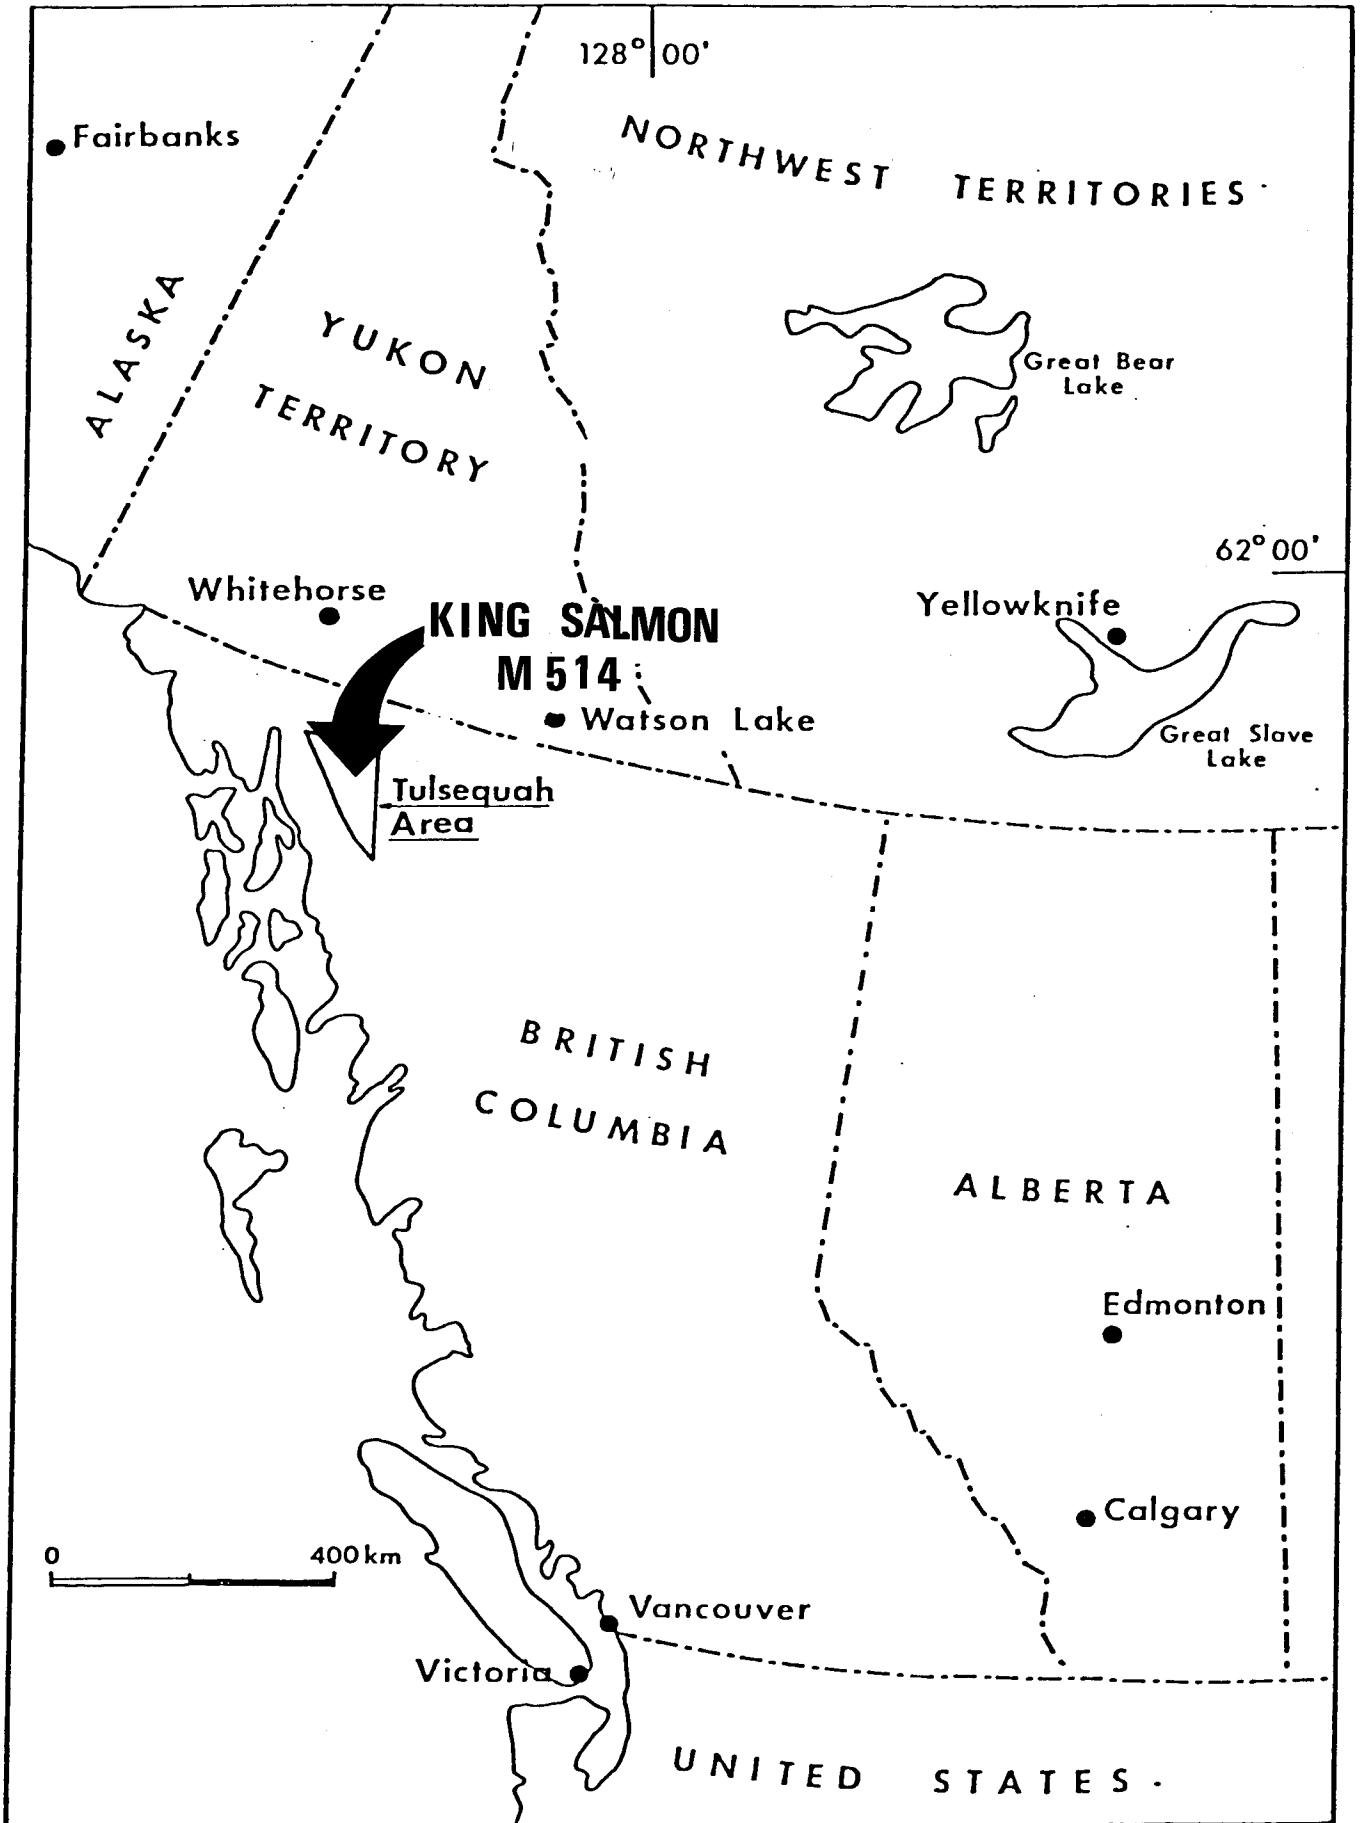 128° 00'
Fairbanks
NORTHWEST TERRITORIES
ALASKA
YUKON
TERRITORY
Great Bear
Lake
62° 00'
Whitehorse
KING SALMON
M 514
Yellowknife
Watson Lake
Great Slave
Lake
Tulsequah
Area
BRITISH
COLUMBIA
ALBERTA
Edmonton
Calgary
0 400 km
Vancouver
Victoria
UNITED STATES